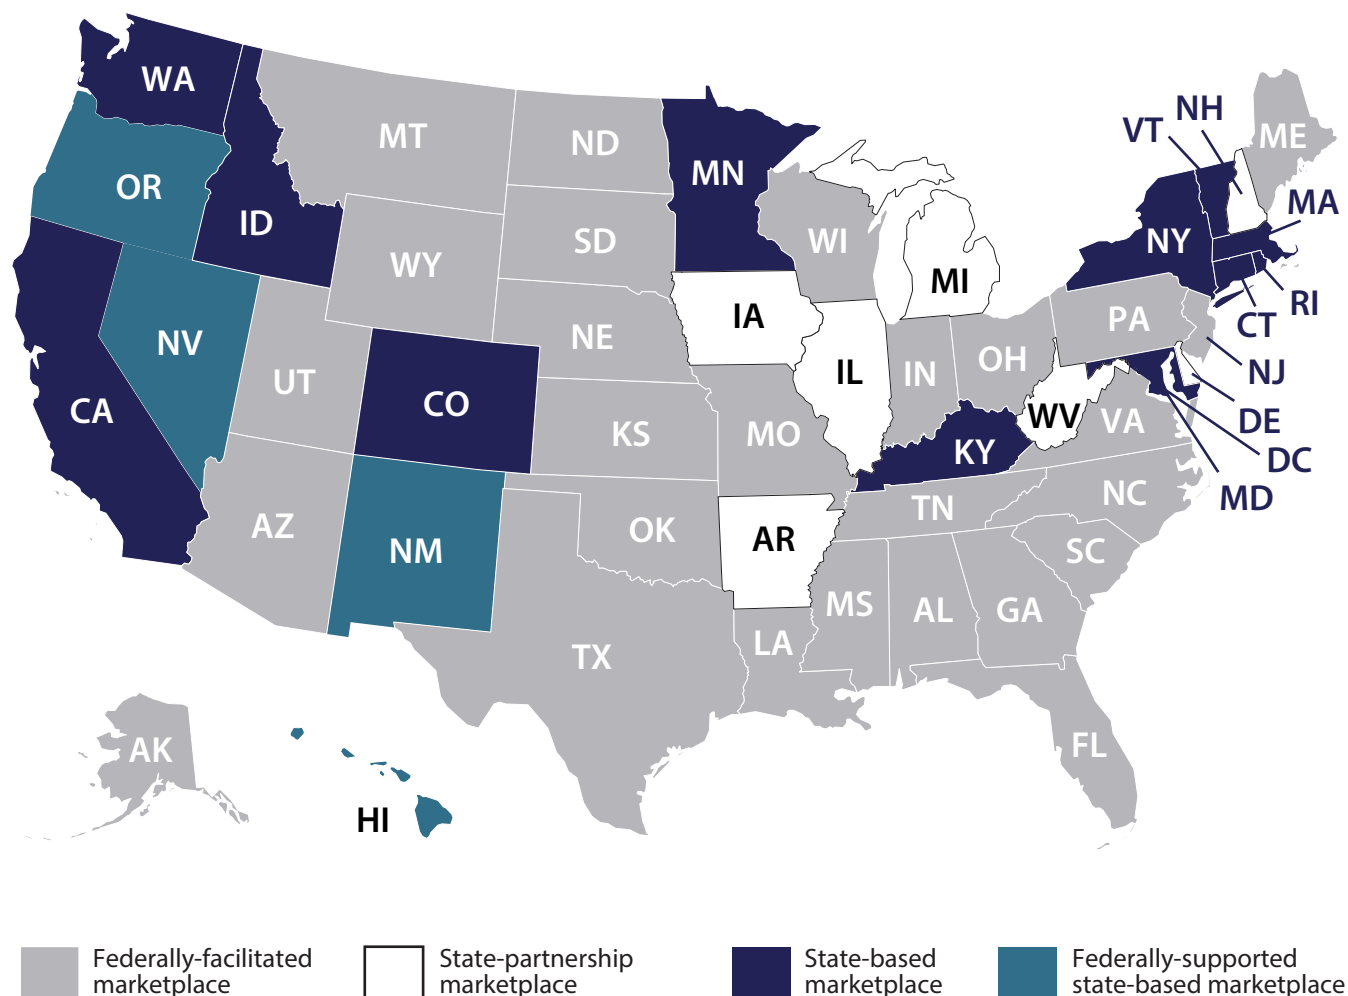 WA
MT
ND
MN
OR
ID
WY
SD
WI
MI
VT
NH
ME
MA
NY
RI
CT
NV
UT
CO
NE
IA
IL
IN
OH
PA
NJ
DE
DC
MD
CA
KS
MO
KY
WV
VA
AZ
NM
OK
AR
TN
NC
SC
MS
AL
GA
TX
LA
FL
AK
HI
Federally-facilitated
marketplace
State-partnership
marketplace
State-based
marketplace
Federally-supported
state-based marketplace